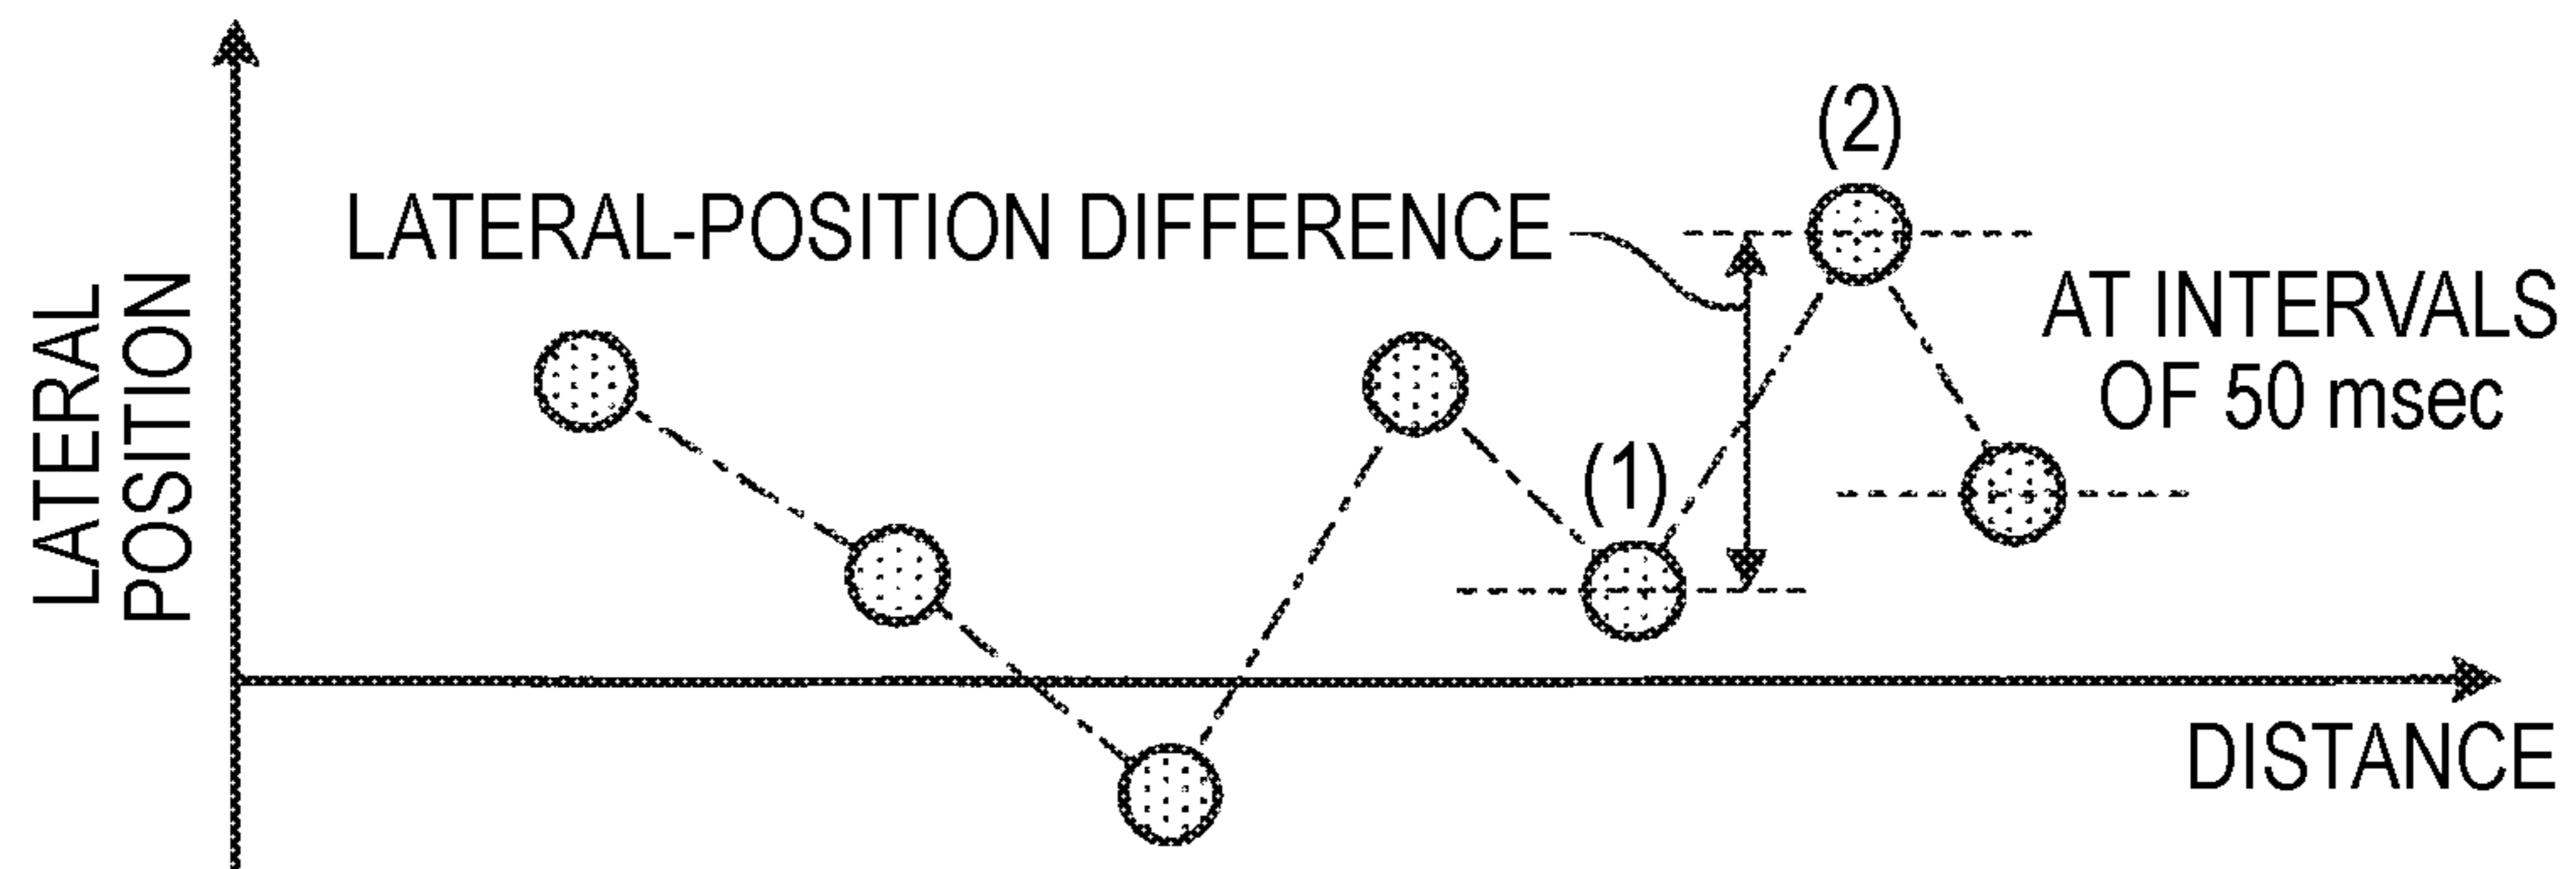 (2)
LATERAL-POSITION DIFFERENCE
LATERAL
POSITION
AT INTERVALS
OF 50 msec
(1)
DISTANCE